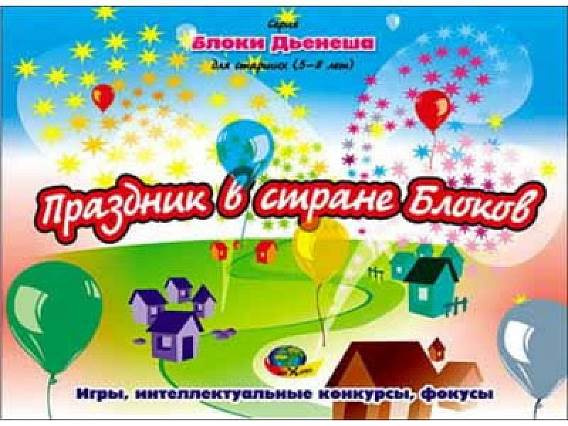 Серия
Блоки Дьенеша
для старших (5–8 лет)
Праздник в стране Блоков
Игры, интеллектуальные конкурсы, фокусы